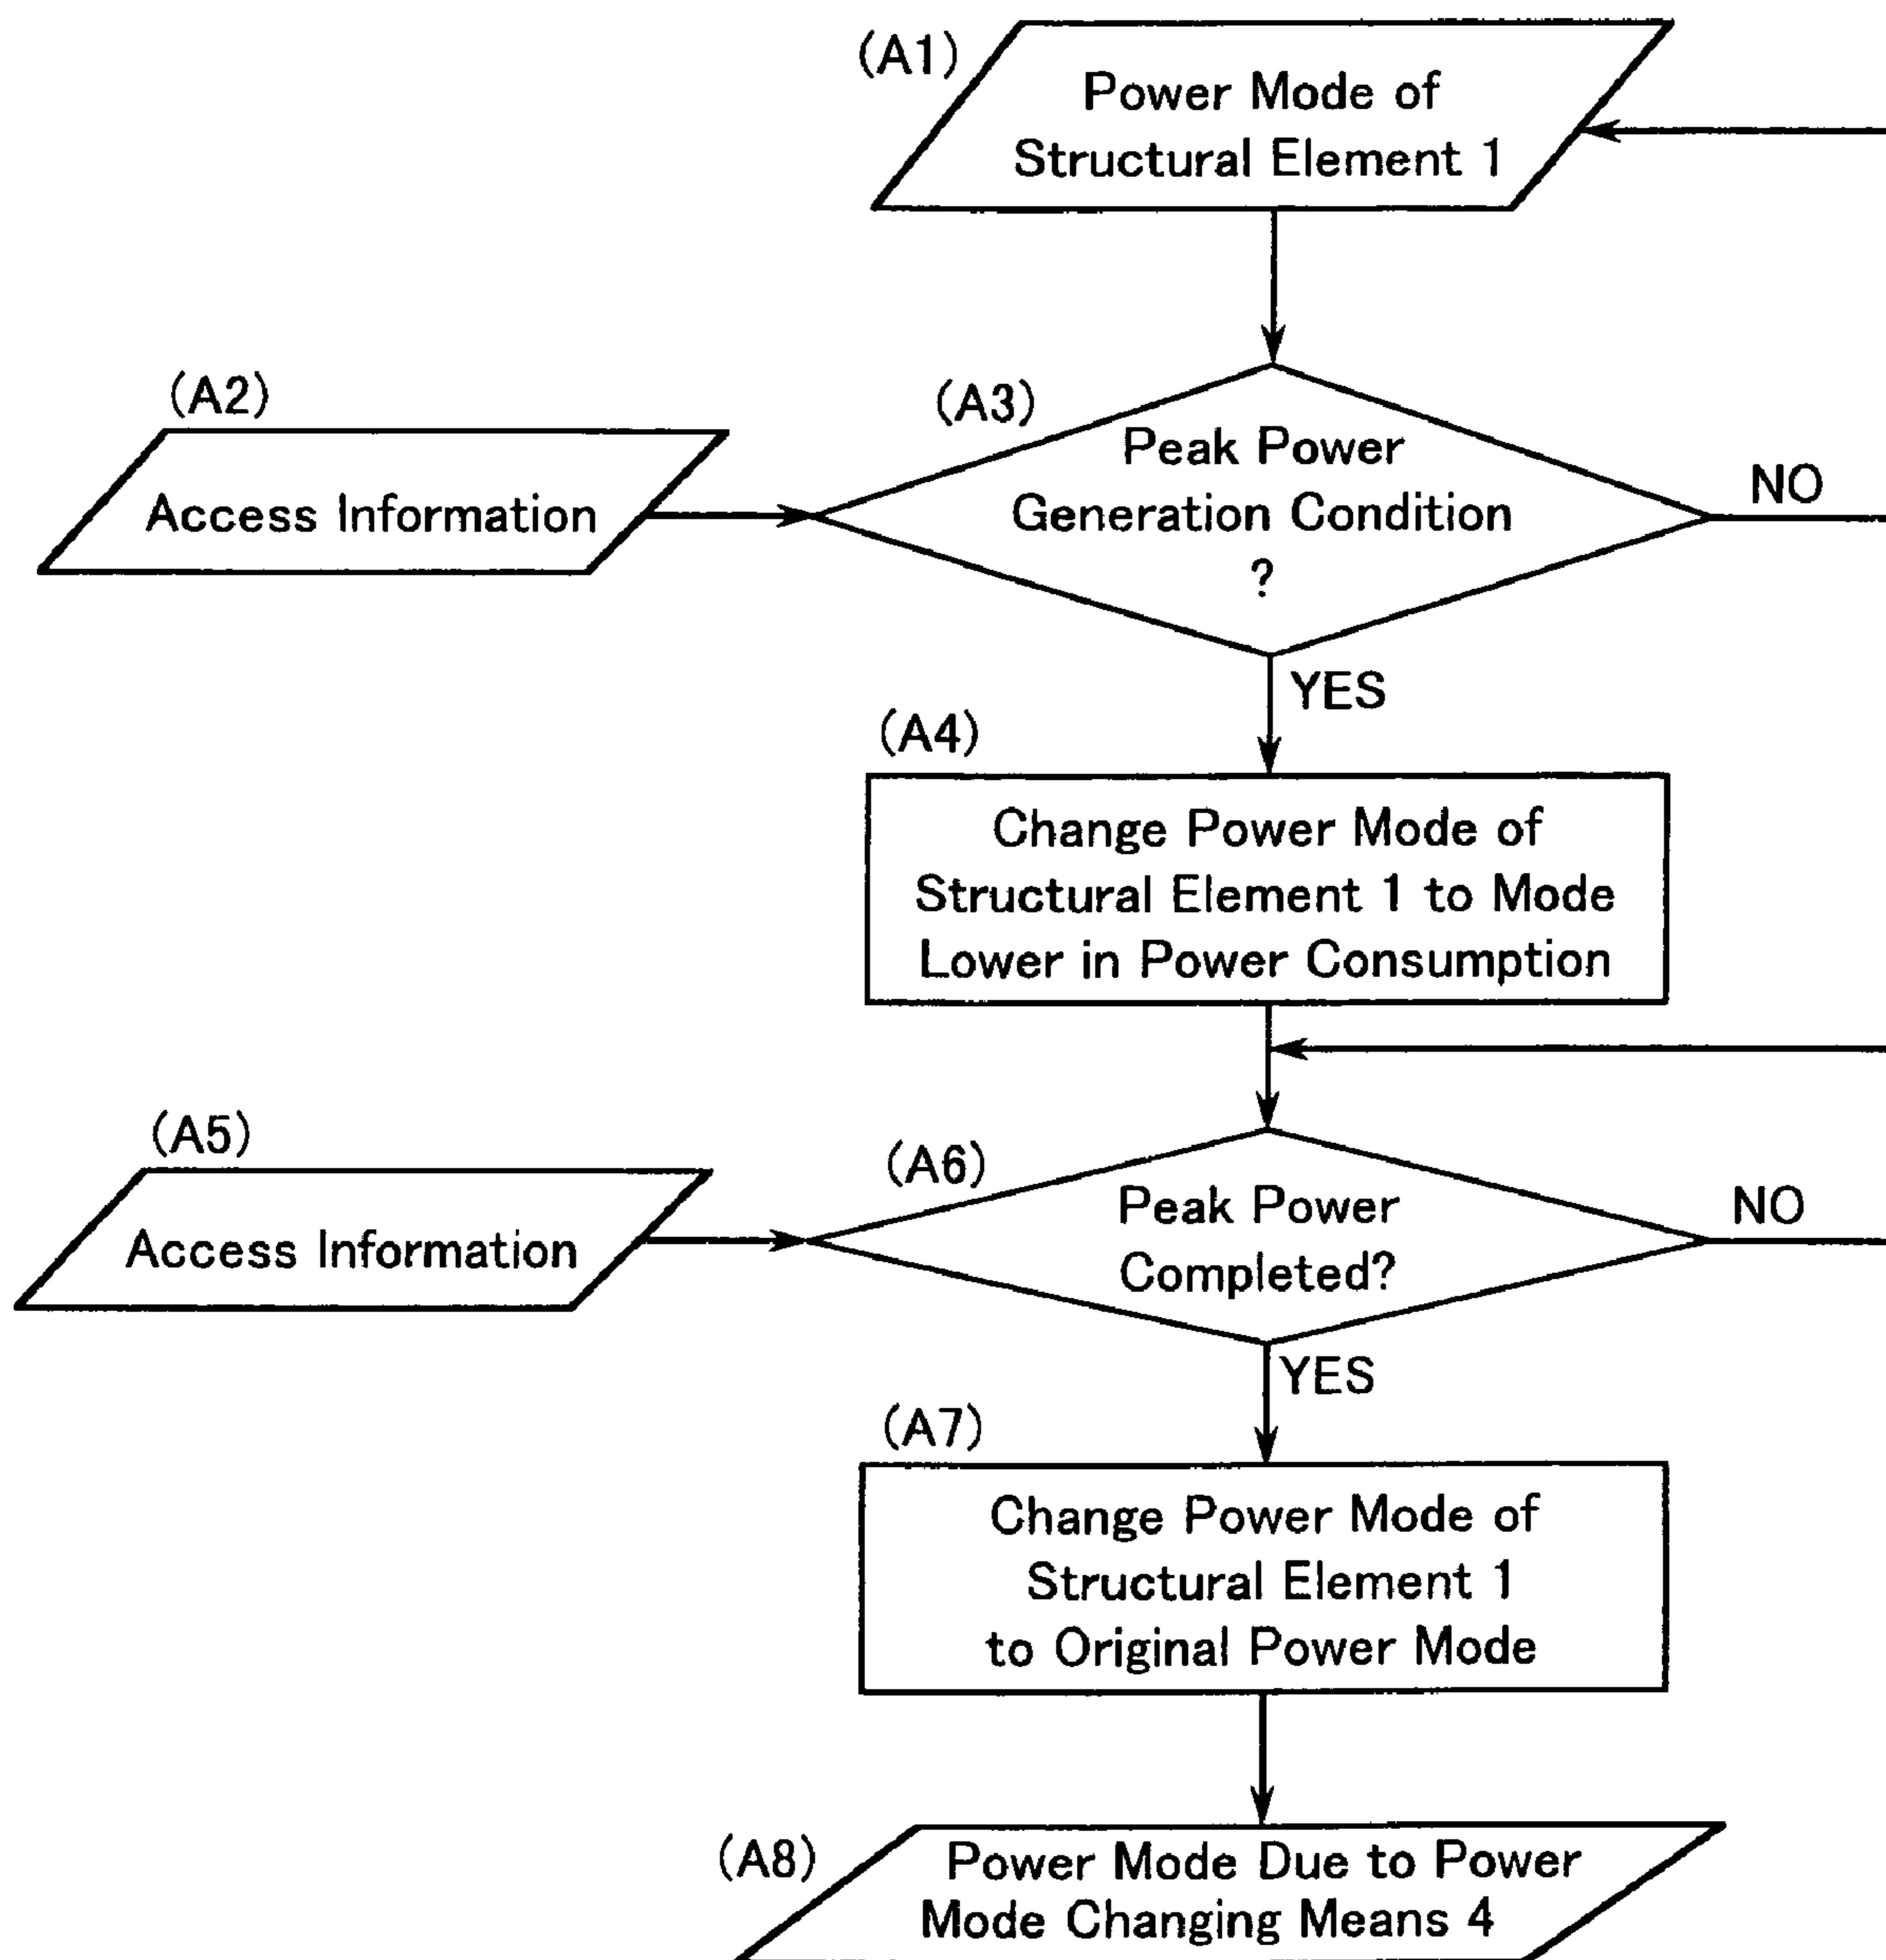 (A1)
Power Mode of
Structural Element 1
(A2)
Access Information
(A3)
Peak Power
Generation Condition
?
NO
YES
(A4)
Change Power Mode of
Structural Element 1 to Mode
Lower in Power Consumption
(A5)
Access Information
(A6)
Peak Power
Completed?
NO
YES
(A7)
Change Power Mode of
Structural Element 1
to Original Power Mode
(A8)
Power Mode Due to Power
Mode Changing Means 4